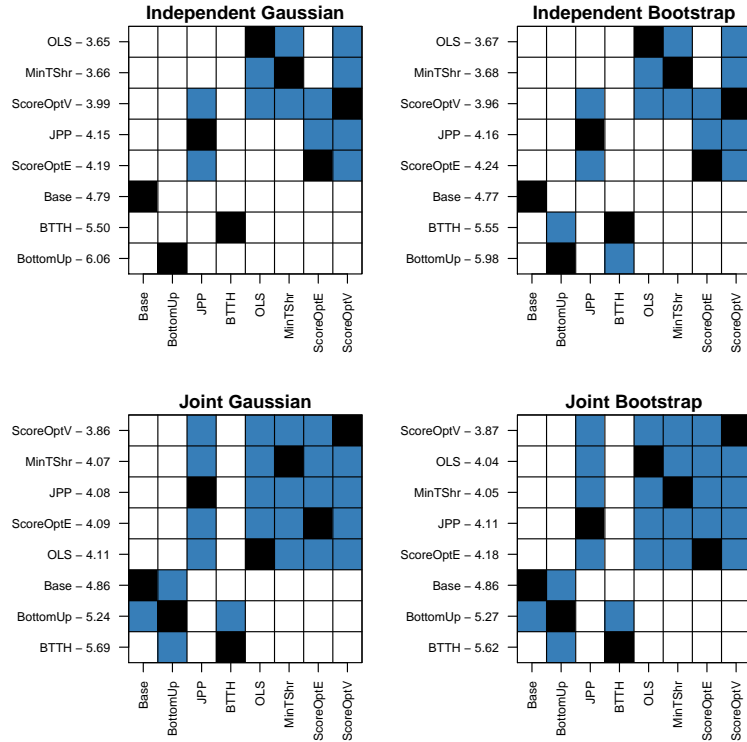 Independent Gaussian
OLS − 3.65
MinTShr − 3.66
ScoreOptV − 3.99
JPP − 4.15
ScoreOptE − 4.19
Base − 4.79
BTTH − 5.50
BottomUp − 6.06
Base
BottomUp
JPP
BTTH
OLS
MinTShr
ScoreOptE
ScoreOptV
Independent Bootstrap
OLS − 3.67
MinTShr − 3.68
ScoreOptV − 3.96
JPP − 4.16
ScoreOptE − 4.24
Base − 4.77
BTTH − 5.55
BottomUp − 5.98
Base
BottomUp
JPP
BTTH
OLS
MinTShr
ScoreOptE
ScoreOptV
Joint Gaussian
ScoreOptV − 3.86
MinTShr − 4.07
JPP − 4.08
ScoreOptE − 4.09
OLS − 4.11
Base − 4.86
BottomUp − 5.24
BTTH − 5.69
Base
BottomUp
JPP
BTTH
OLS
MinTShr
ScoreOptE
ScoreOptV
Joint Bootstrap
ScoreOptV − 3.87
OLS − 4.04
MinTShr − 4.05
JPP − 4.11
ScoreOptE − 4.18
Base − 4.86
BottomUp − 5.27
BTTH − 5.62
Base
BottomUp
JPP
BTTH
OLS
MinTShr
ScoreOptE
ScoreOptV